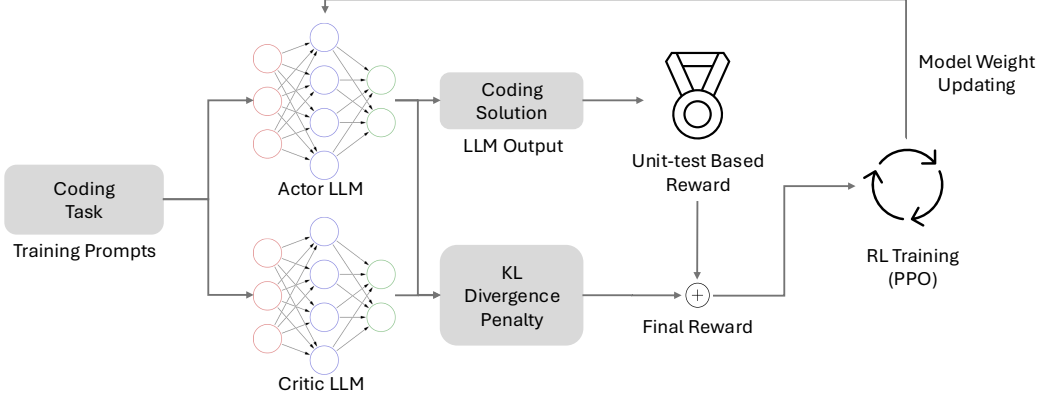 Coding
Task
Training Prompts
Actor LLM
Critic LLM
Coding
Solution
LLM Output
KL
Divergence
Penalty
Unit-test Based
Reward
+
Final Reward
Model Weight
Updating
RL Training
(PPO)